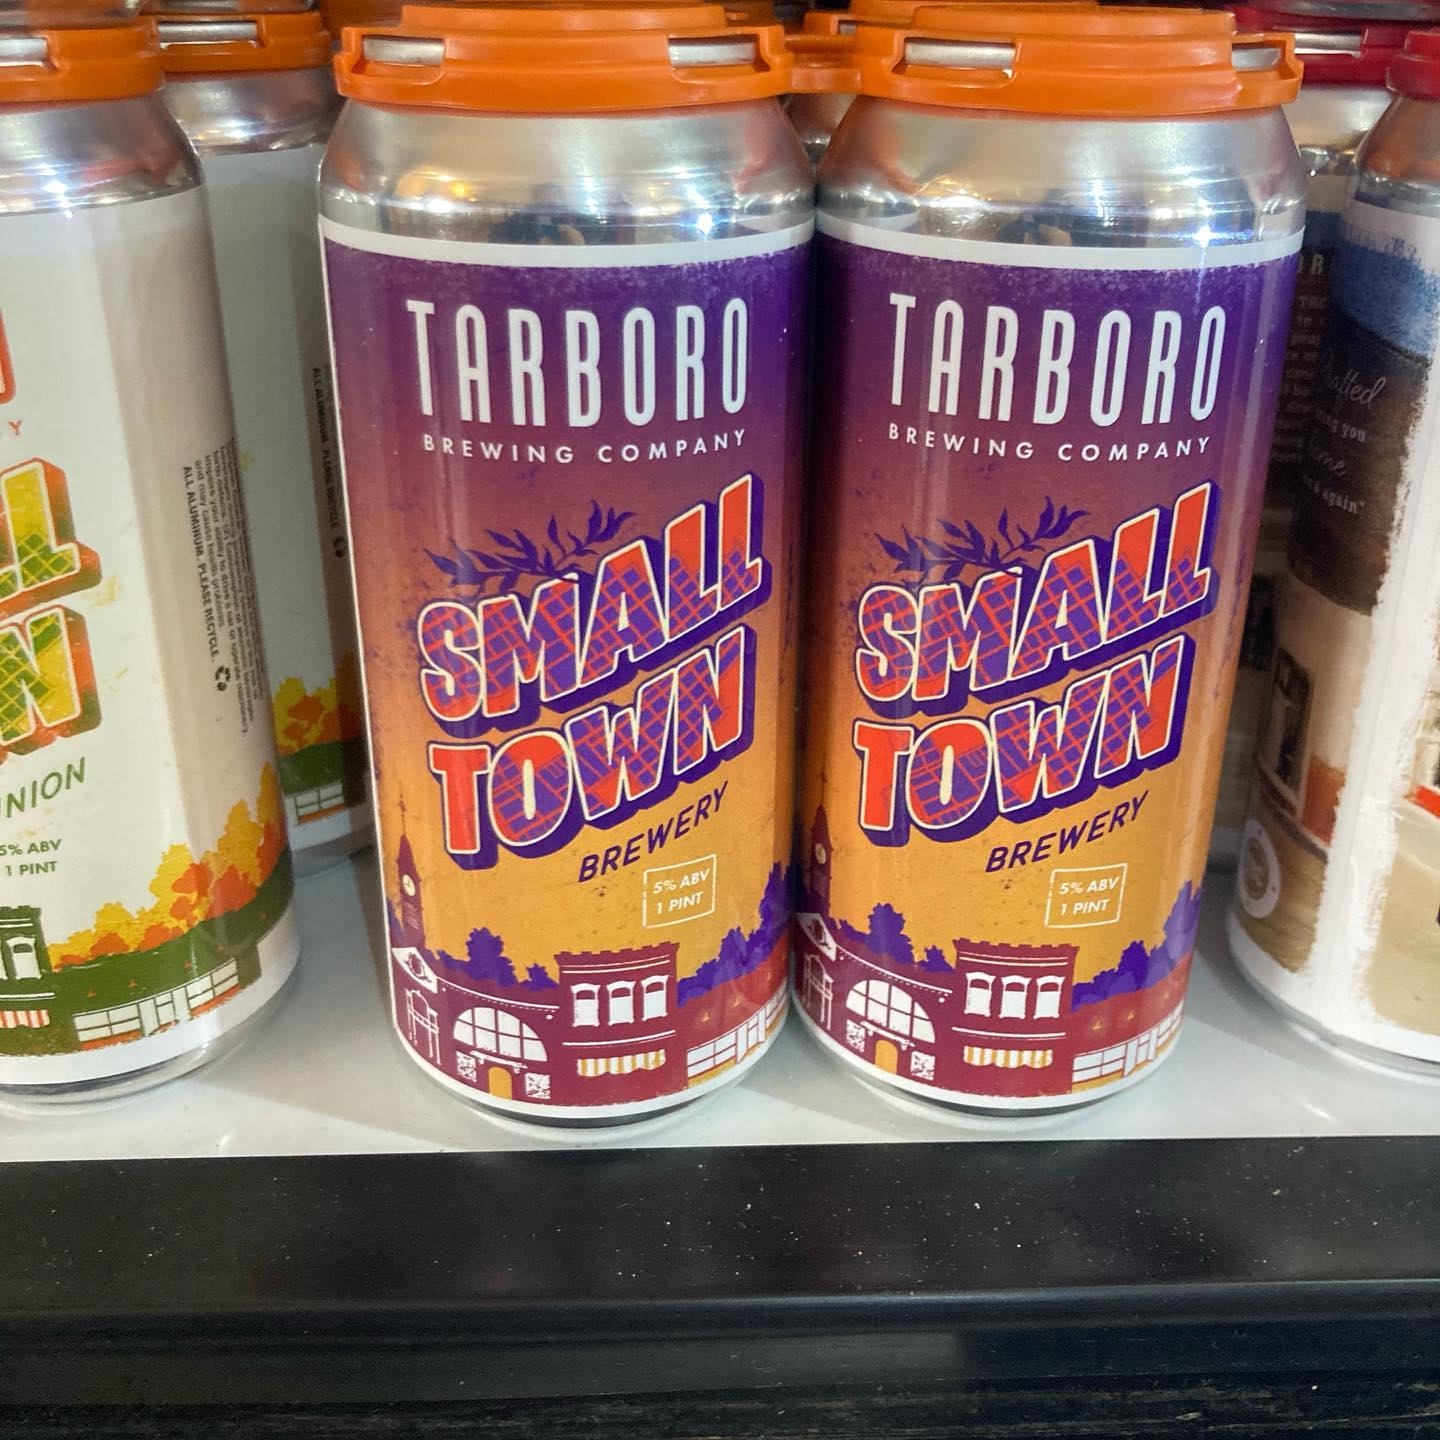 ALL
N
UNION
5% ABV
1 PINT
ALL ALUMINUM. PLEASE RECYCLE.
TARBORO
BREWING COMPANY
SMALL
TOWN
BREWERY
5% ABV
1 PINT
TARBORO
BREWING COMPANY
SMALL
TOWN
BREWERY
5% ABV
1 PINT